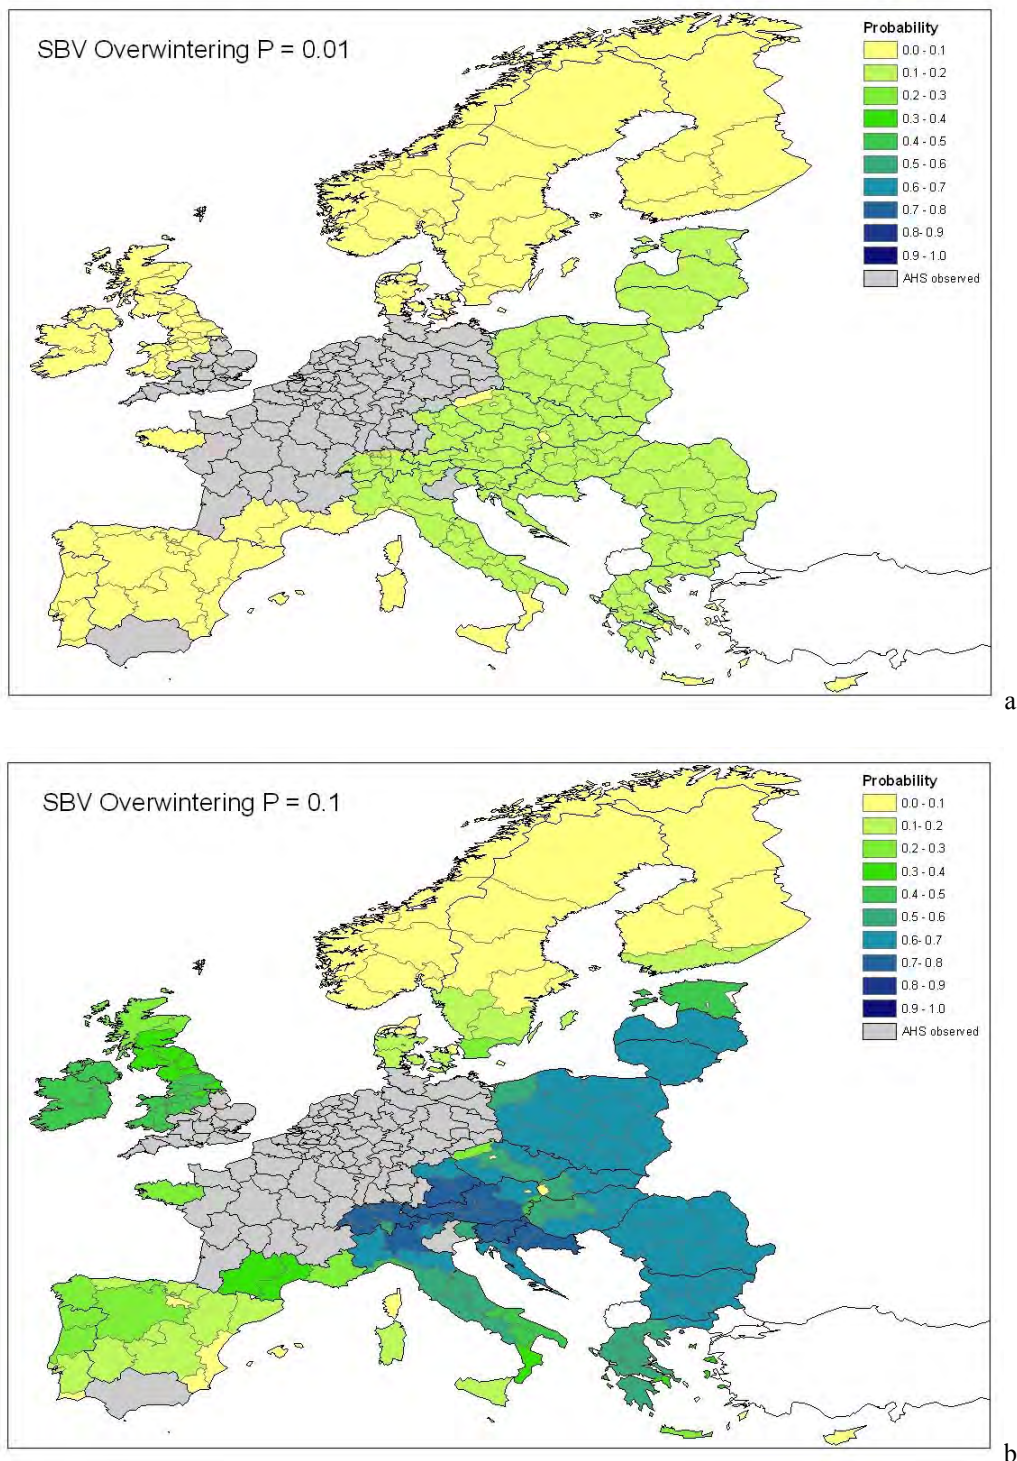 SBV Overwintering P = 0.01
Probability
0.0 - 0.1
0.1 - 0.2
0.2 - 0.3
0.3 - 0.4
0.4 - 0.5
0.5 - 0.6
0.6 - 0.7
0.7 - 0.8
0.8- 0.9
0.9 - 1.0
AHS observed
a
SBV Overwintering P = 0.1
Probability
0.0 - 0.1
0.1- 0.2
0.2 - 0.3
0.3 - 0.4
0.4 - 0.5
0.5 - 0.6
0.6- 0.7
0.7 - 0.8
0.8 - 0.9
0.9 - 1.0
AHS observed
b